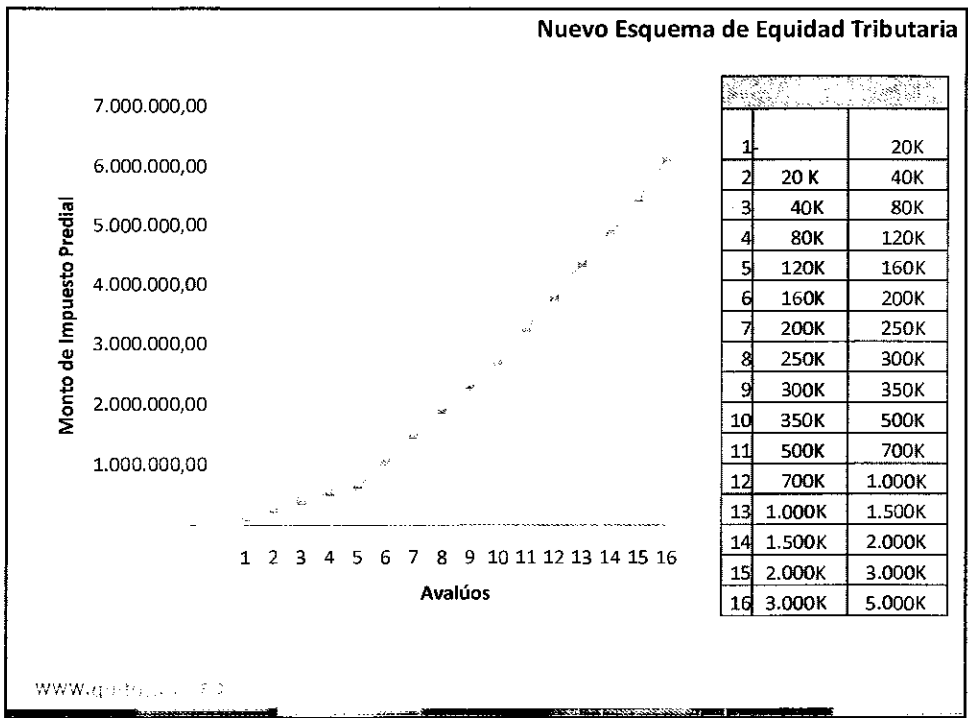 Nuevo Esquema de Equidad Tributaria
Monto de Impuesto Predial
7.000.000,00
6.000.000,00
5.000.000,00
4.000.000,00
3.000.000,00
2.000.000,00
1.000.000,00
-
1 2 3 4 5 6 7 8 9 10 11 12 13 14 15 16
Avalúos
1 - 20K
2 20 K 40K
3 40K 80K
4 80K 120K
5 120K 160K
6 160K 200K
7 200K 250K
8 250K 300K
9 300K 350K
10 350K 500K
11 500K 700K
12 700K 1.000K
13 1.000K 1.500K
14 1.500K 2.000K
15 2.000K 3.000K
16 3.000K 5.000K